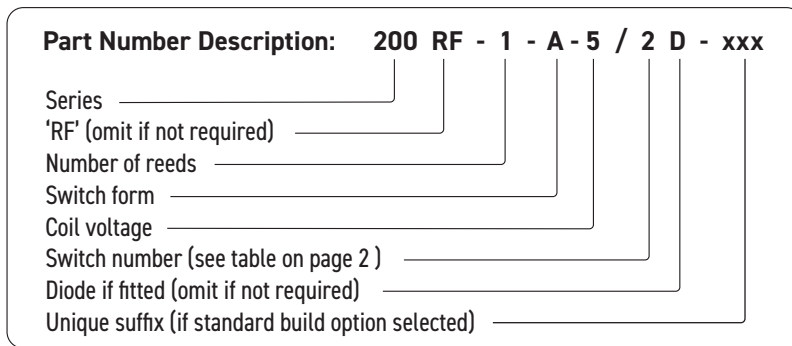 Part Number Description: 200 RF - 1 - A - 5 / 2 D - xxx
Series
'RF' (omit if not required)
Number of reeds
Switch form
Coil voltage
Switch number (see table on page 2 )
Diode if fitted (omit if not required)
Unique suffix (if standard build option selected)